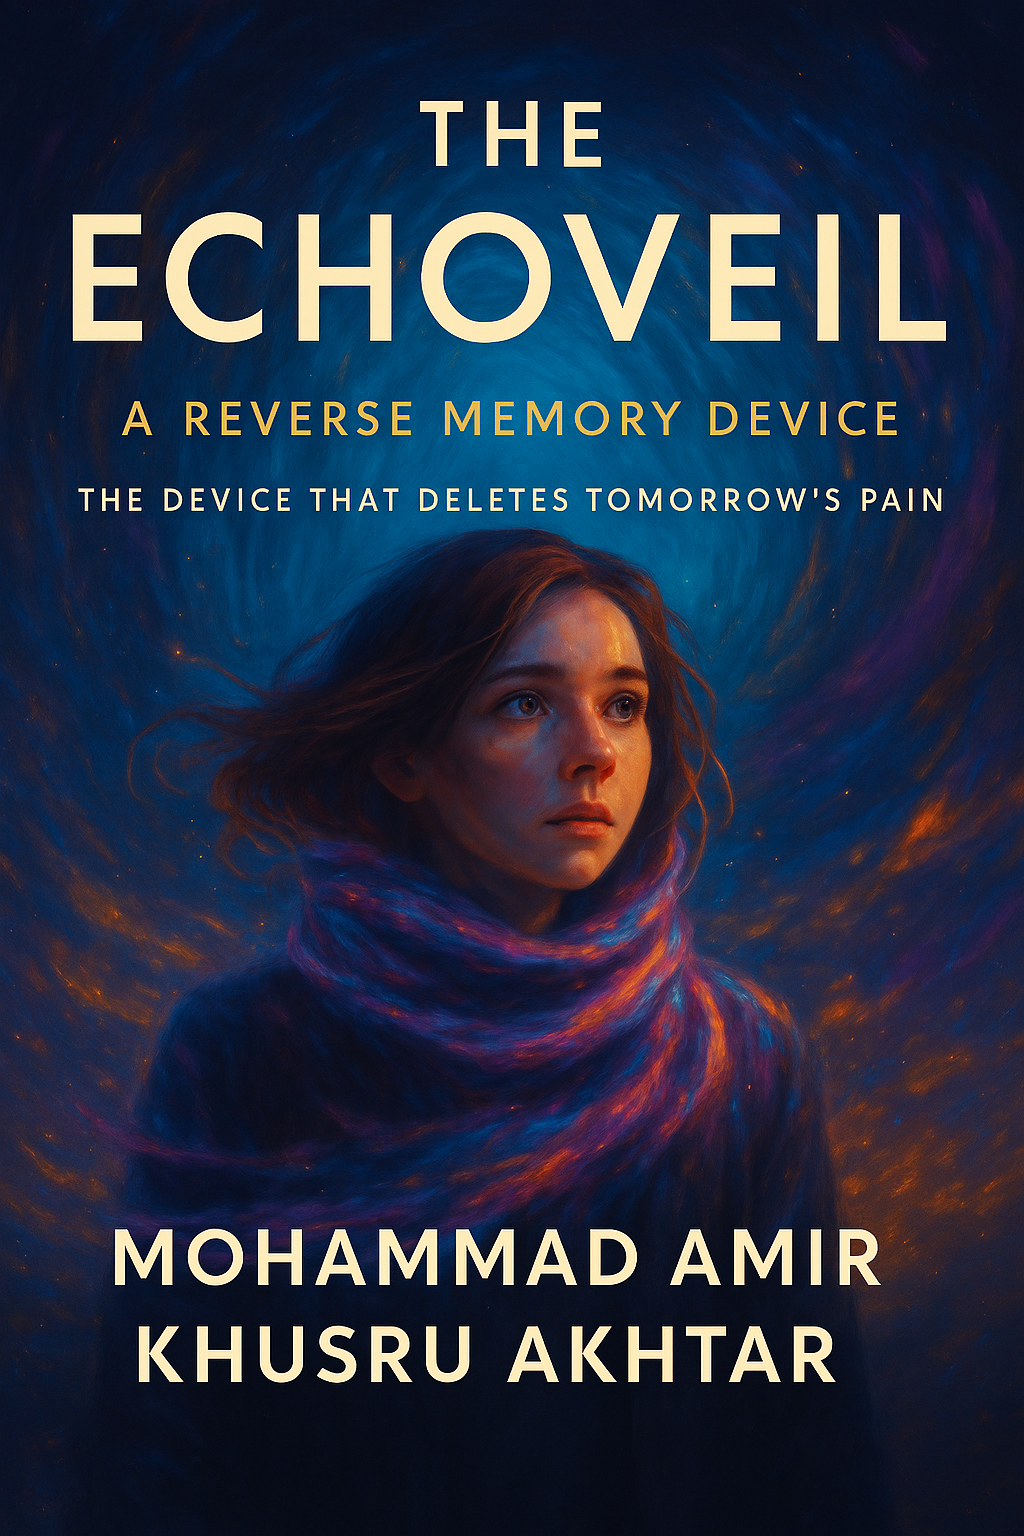 THE
ECHOVEIL
A REVERSE MEMORY DEVICE
THE DEVICE THAT DELETES TOMORROW'S PAIN
MOHAMMAD AMIR
KHUSRU AKHTAR